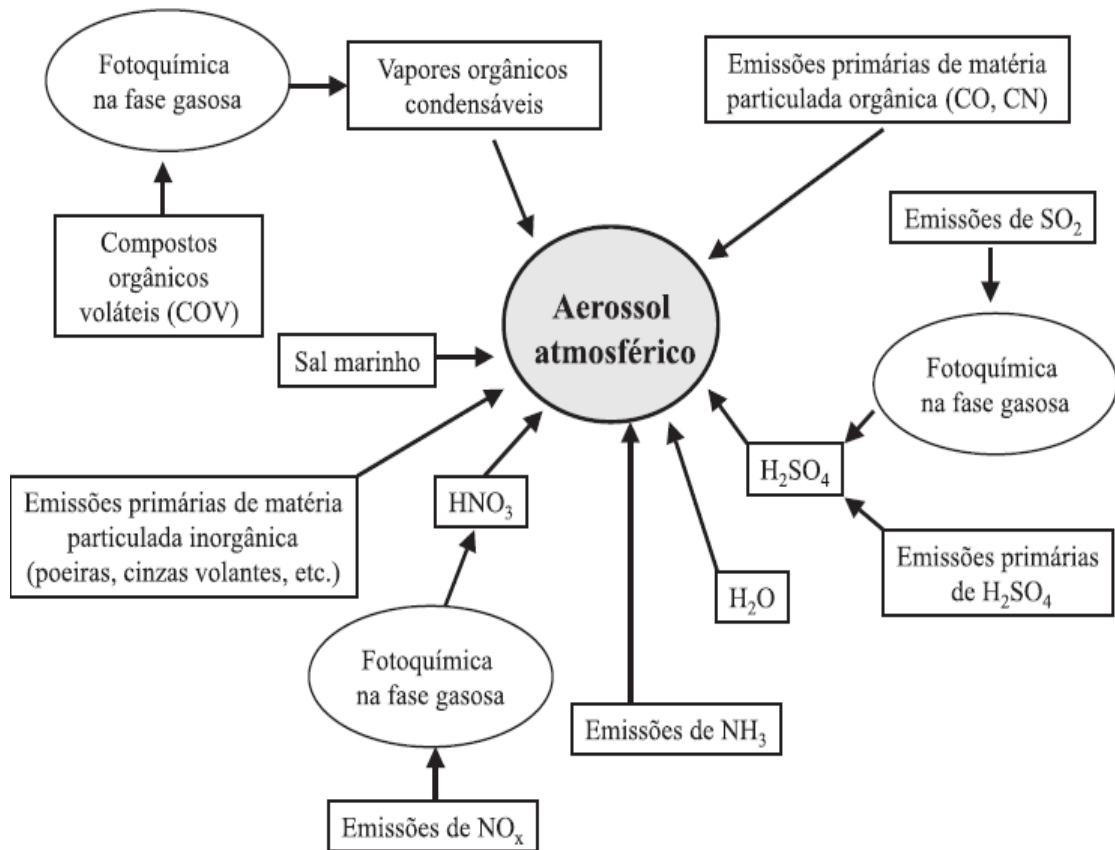 Fotoquímica
na fase gasosa
Vapores orgânicos
condensáveis
Emissões primárias de matéria
particulada orgânica (CO, CN)
Compostos
orgânicos
voláteis (COV)
Emissões de SO₂
Aerossol
atmosférico
Sal marinho
Fotoquímica
na fase gasosa
H₂SO₄
Emissões primárias de matéria
particulada inorgânica
(poeiras, cinzas volantes, etc.)
HNO₃
Emissões primárias
de H₂SO₄
H₂O
Fotoquímica
na fase gasosa
Emissões de NH₃
Emissões de NOₓ